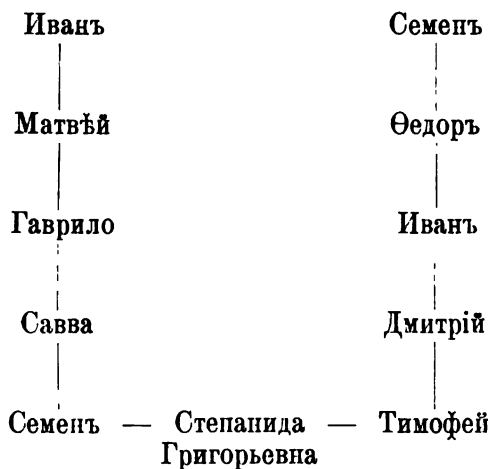 Иванъ Семенъ
Матвѣй Ѳедоръ
Гаврило Иванъ
Савва Дмитрій
Семенъ — Степанида — Тимофей
Григорьевна